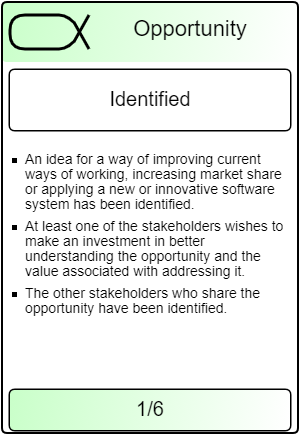 Opportunity
Identified
An idea for a way of improving current
ways of working, increasing market share
or applying a new or innovative software
system has been identified.
At least one of the stakeholders wishes to
make an investment in better
understanding the opportunity and the
value associated with addressing it.
The other stakeholders who share the
opportunity have been identified.
1/6